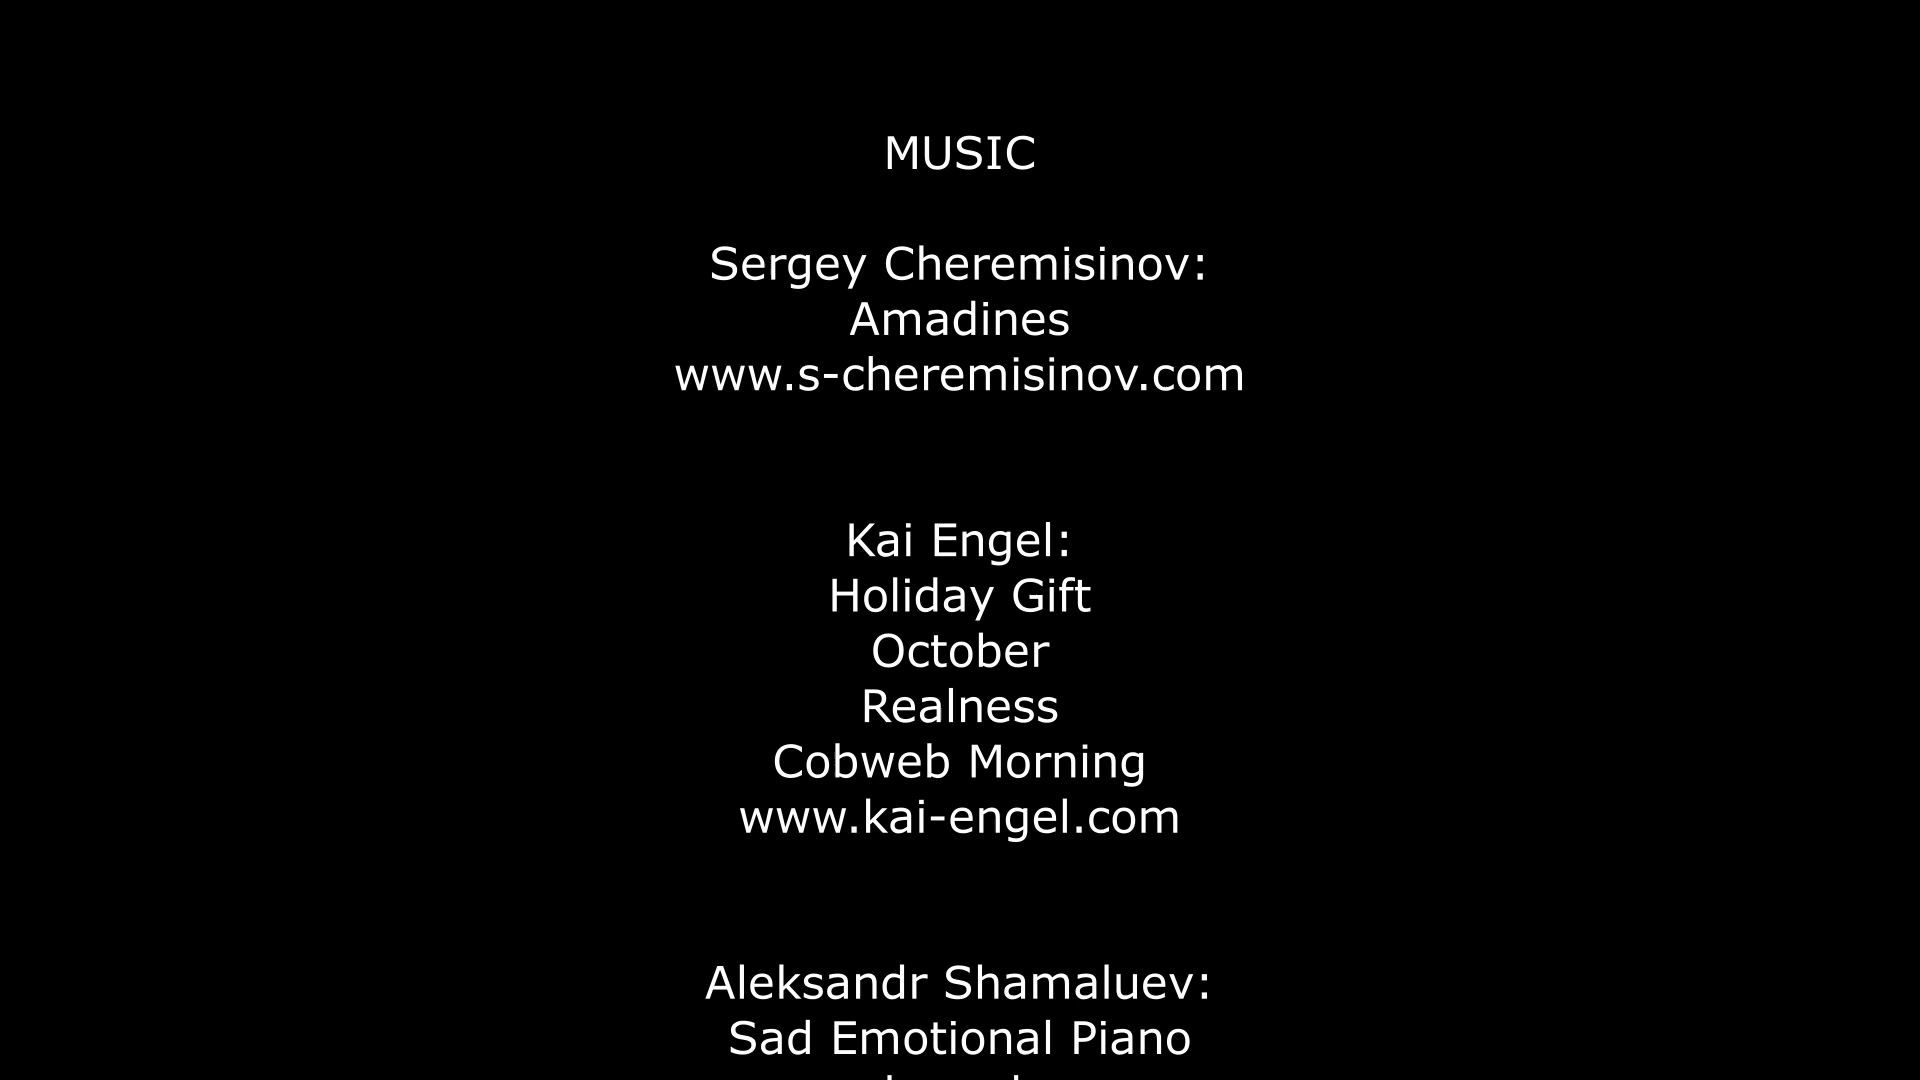 MUSIC
Sergey Cheremisinov:
Amadines
www.s-cheremisinov.com
Kai Engel:
Holiday Gift
October
Realness
Cobweb Morning
www.kai-engel.com
Aleksandr Shamaluev:
Sad Emotional Piano